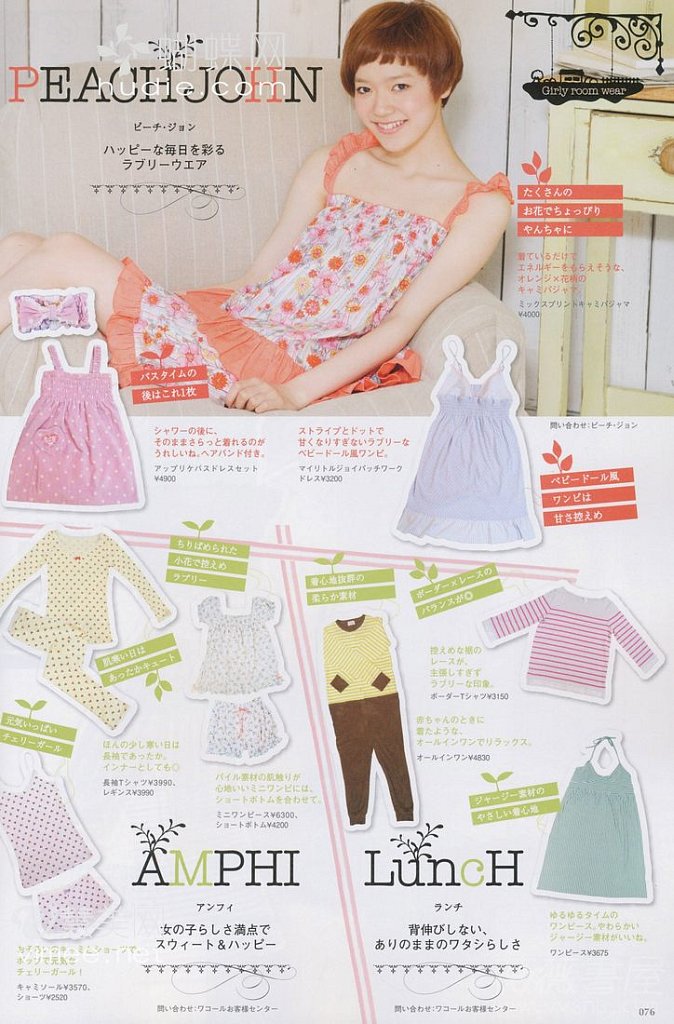 PEACH JOHN
蝴蝶网
hudie.com
ピーチ・ジョン
ハッピーな毎日を彩る
ラブリーウエア
Girly room wear
たくさんの
お花でちょっぴり
やんちゃに
着ているだけで
エネルギーをもらえそうな、
オレンジ×花柄の
キャミパジャマ。
ミックスプリントキャミパジャマ
¥4000
バスタイムの
後はこれ1枚
シャワーの後に、
そのままさらっと着れるのが
うれしいね。ヘアバンド付き。
アップリケバスドレスセット
¥4900
ストライプとドットで
甘くなりすぎないラブリーな
ベビードール風ワンピ。
マイリトルジョイパッチワーク
ドレス¥3200
問い合わせ:ピーチ・ジョン
ベビードール風
ワンピは
甘さ控えめ
ちりばめられた
小花で控えめ
ラブリー
肌寒い日は
あったかキュート
ほんの少し寒い日は
長袖であったか。
インナーとしても◎
長袖Tシャツ¥3990、
レギンス¥3990
パイル素材の肌触りが
心地いいミニワンピには、
ショートボトムを合わせて。
ミニワンピース¥6300、
ショートボトム¥4200
元気いっぱい
チェリーガール
キャミ&ショーツで、
ポップで元気な
チェリーガール!
キャミソール¥3570、
ショーツ¥2520
AMPHI
アンフィ
女の子らしさ満点で
スウィート&ハッピー
問い合わせ:ワコールお客様センター
着心地抜群の
柔らか素材
ボーダー×レースの
バランスが◎
控えめな裾の
レースが、
主張しすぎず
ラブリーな印象。
ボーダーTシャツ¥3150
赤ちゃんのときに
着たような、
オールインワンでリラックス。
オールインワン¥4830
ジャージー素材の
やさしい着心地
ゆるゆるタイムの
ワンピース。やわらかい
ジャージー素材がいいね。
ワンピース¥3675
LuncH
ランチ
背伸びしない、
ありのままのワタシらしさ
問い合わせ:ワコールお客様センター
076